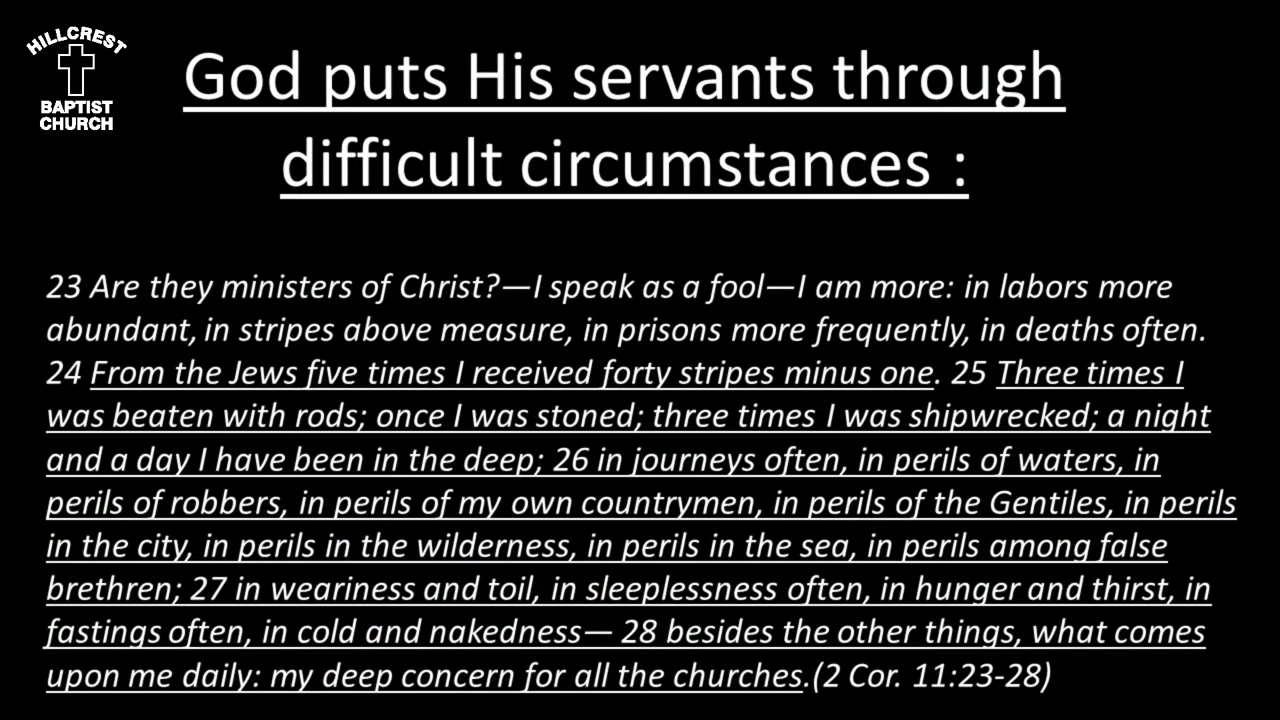 HILLCREST
BAPTIST
CHURCH
God puts His servants through
difficult circumstances :
23 Are they ministers of Christ?—I speak as a fool—I am more: in labors more
abundant, in stripes above measure, in prisons more frequently, in deaths often.
24 From the Jews five times I received forty stripes minus one. 25 Three times I
was beaten with rods; once I was stoned; three times I was shipwrecked; a night
and a day I have been in the deep; 26 in journeys often, in perils of waters, in
perils of robbers, in perils of my own countrymen, in perils of the Gentiles, in perils
in the city, in perils in the wilderness, in perils in the sea, in perils among false
brethren; 27 in weariness and toil, in sleeplessness often, in hunger and thirst, in
fastings often, in cold and nakedness— 28 besides the other things, what comes
upon me daily: my deep concern for all the churches.(2 Cor. 11:23-28)